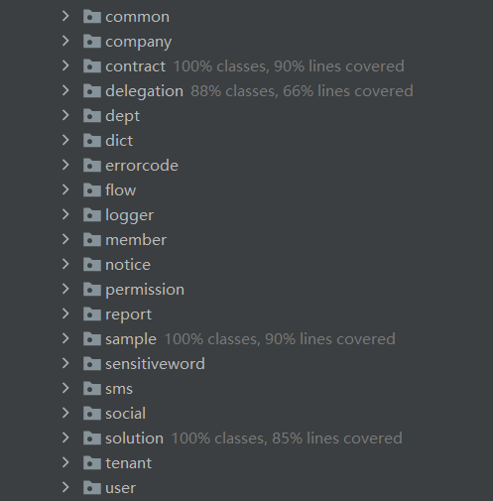 common
company
contract 100% classes, 90% lines covered
delegation 88% classes, 66% lines covered
dept
dict
errorcode
flow
logger
member
notice
permission
report
sample 100% classes, 90% lines covered
sensitiveword
sms
social
solution 100% classes, 85% lines covered
tenant
user